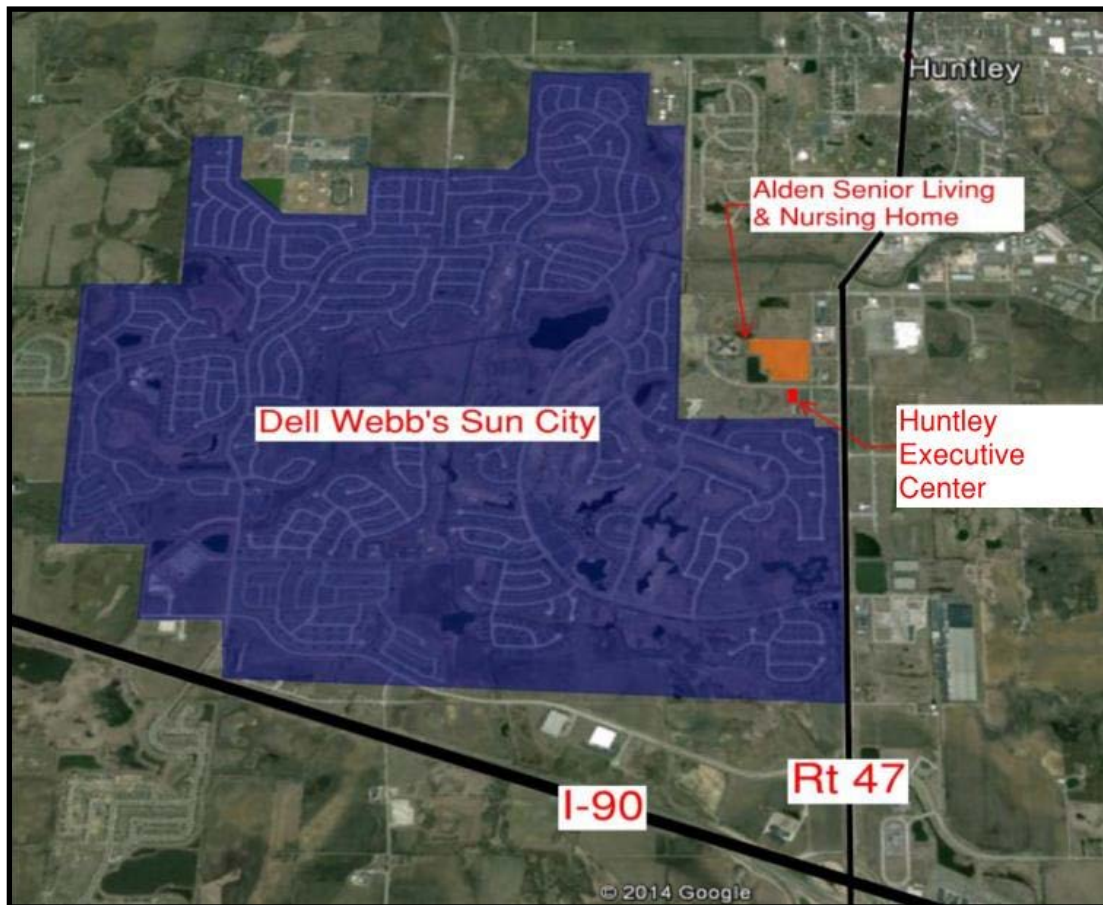 Huntley
Alden Senior Living
& Nursing Home
Dell Webb's Sun City
Huntley
Executive
Center
Rt 47
I-90
© 2014 Google